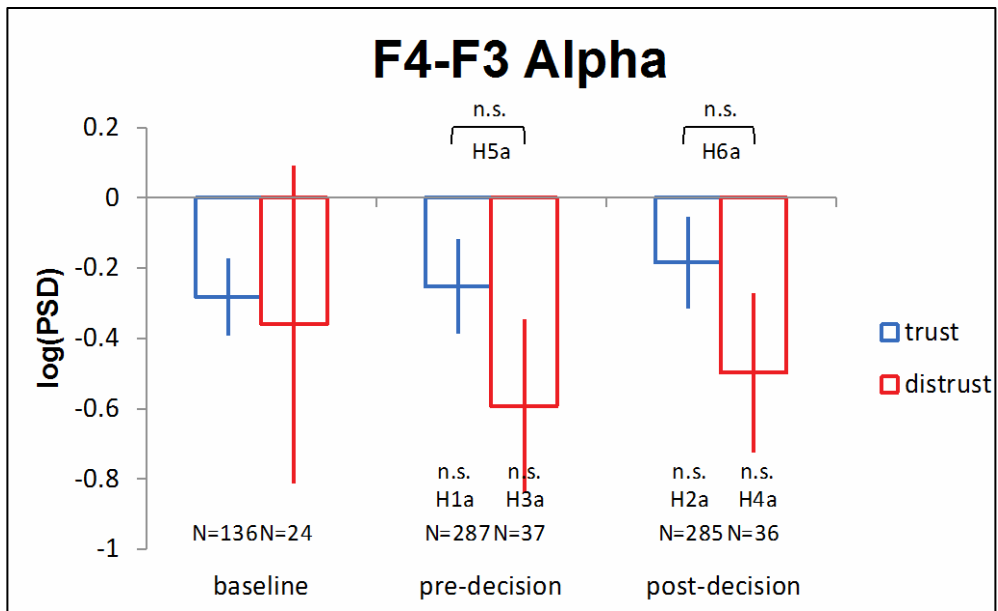 F4-F3 Alpha
n.s. n.s.
0.2
H5a H6a
0
-0.2
-0.4
-0.6
-0.8
-1
log(PSD)
trust
distrust
n.s. n.s. n.s. n.s.
H1a H3a H2a H4a
N=136 N=24 N=287 N=37 N=285 N=36
baseline pre-decision post-decision